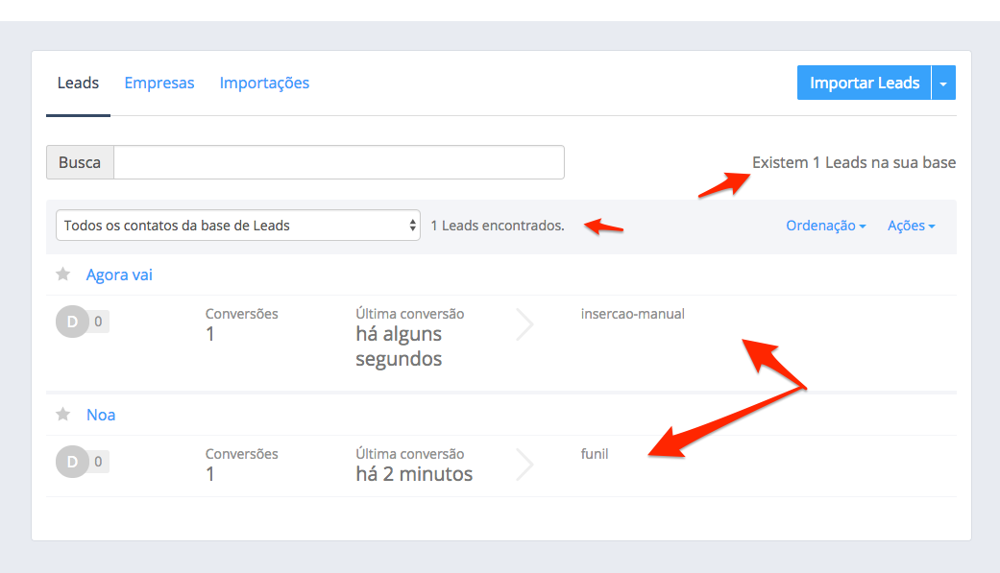 Leads Empresas Importações Importar Leads
Busca Existem 1 Leads na sua base
Todos os contatos da base de Leads 1 Leads encontrados. Ordenação Ações
Agora vai
D 0 Conversões Última conversão insercao-manual
1 há alguns
segundos
Noa
D 0 Conversões Última conversão funil
1 há 2 minutos